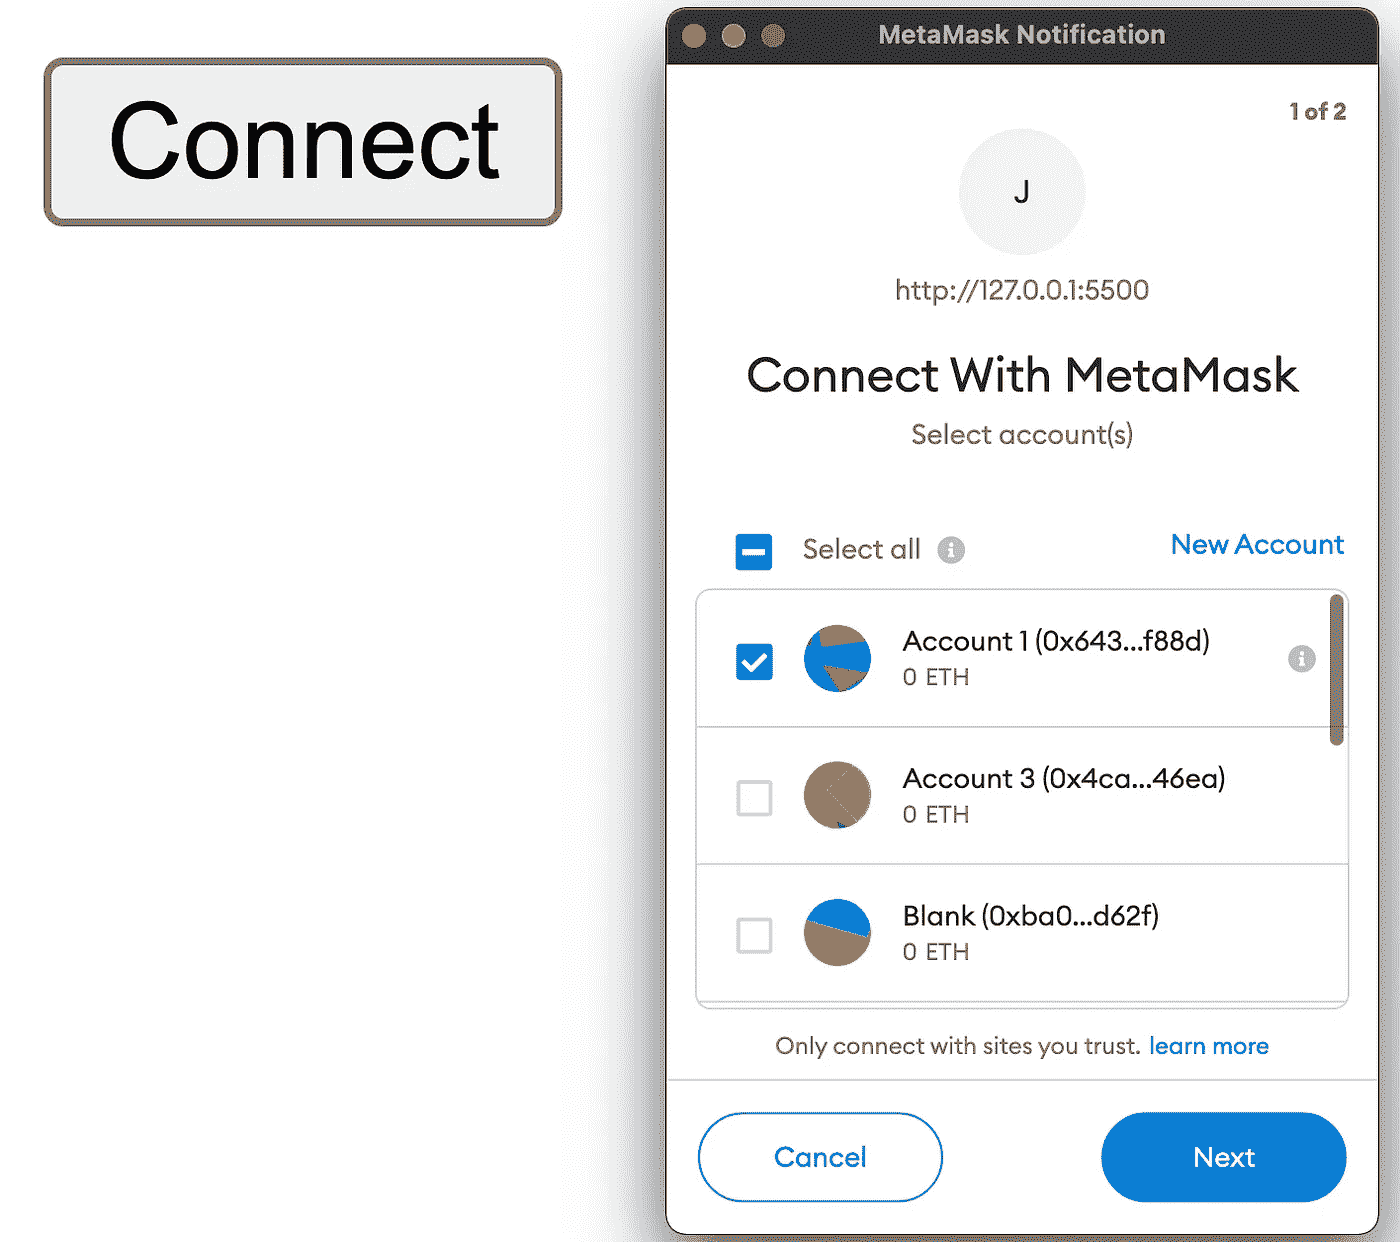 Connect
MetaMask Notification
1 of 2
J
http://127.0.0.1:5500
Connect With MetaMask
Select account(s)
Select all
New Account
Account 1 (0x643...f88d)
0 ETH
Account 3 (0x4ca...46ea)
0 ETH
Blank (0xba0...d62f)
0 ETH
Only connect with sites you trust. learn more
Cancel
Next